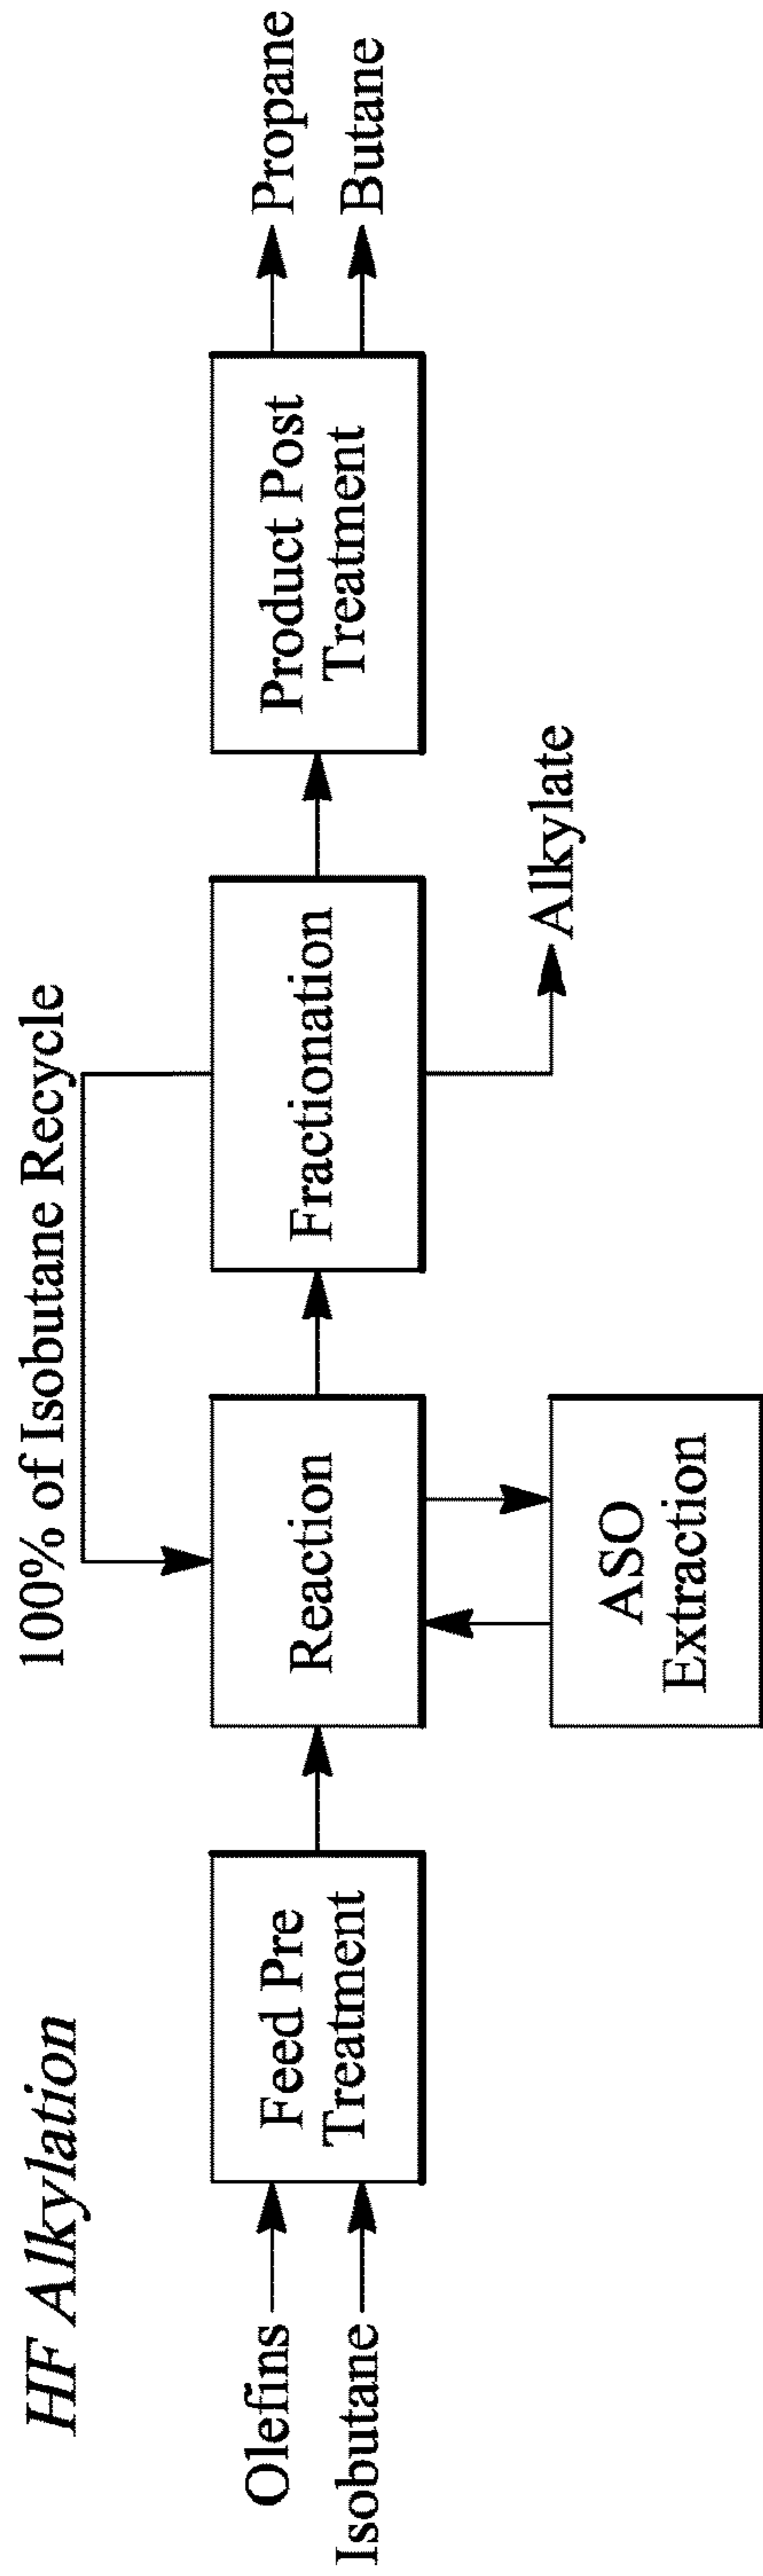 HF Alkylation
100% of Isobutane Recycle
Olefins
Isobutane
Feed Pre
Treatment
Reaction
Fractionation
Product Post
Treatment
Propane
Butane
ASO
Extraction
Alkylate